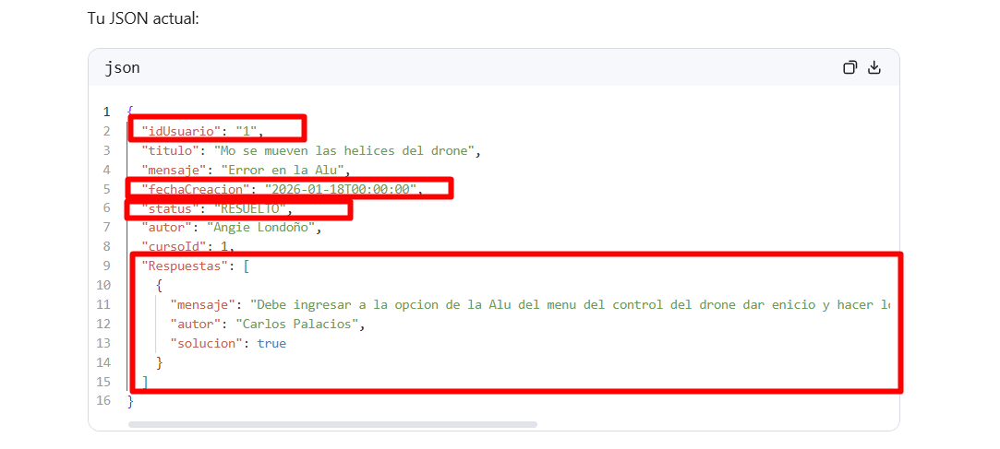 Tu JSON actual:
json
1 {
2 "idUsuario": "1",
3 "titulo": "Mo se mueven las helices del drone",
4 "mensaje": "Error en la Alu",
5 "fechaCreacion": "2026-01-18T00:00:00",
6 "status": "RESUELTO",
7 "autor": "Angie Londoño",
8 "cursoId": 1,
9 "Respuestas": [
10 {
11 "mensaje": "Debe ingresar a la opcion de la Alu del menu del control del drone dar enicio y hacer
12 "autor": "Carlos Palacios",
13 "solucion": true
14 }
15 ]
16 }